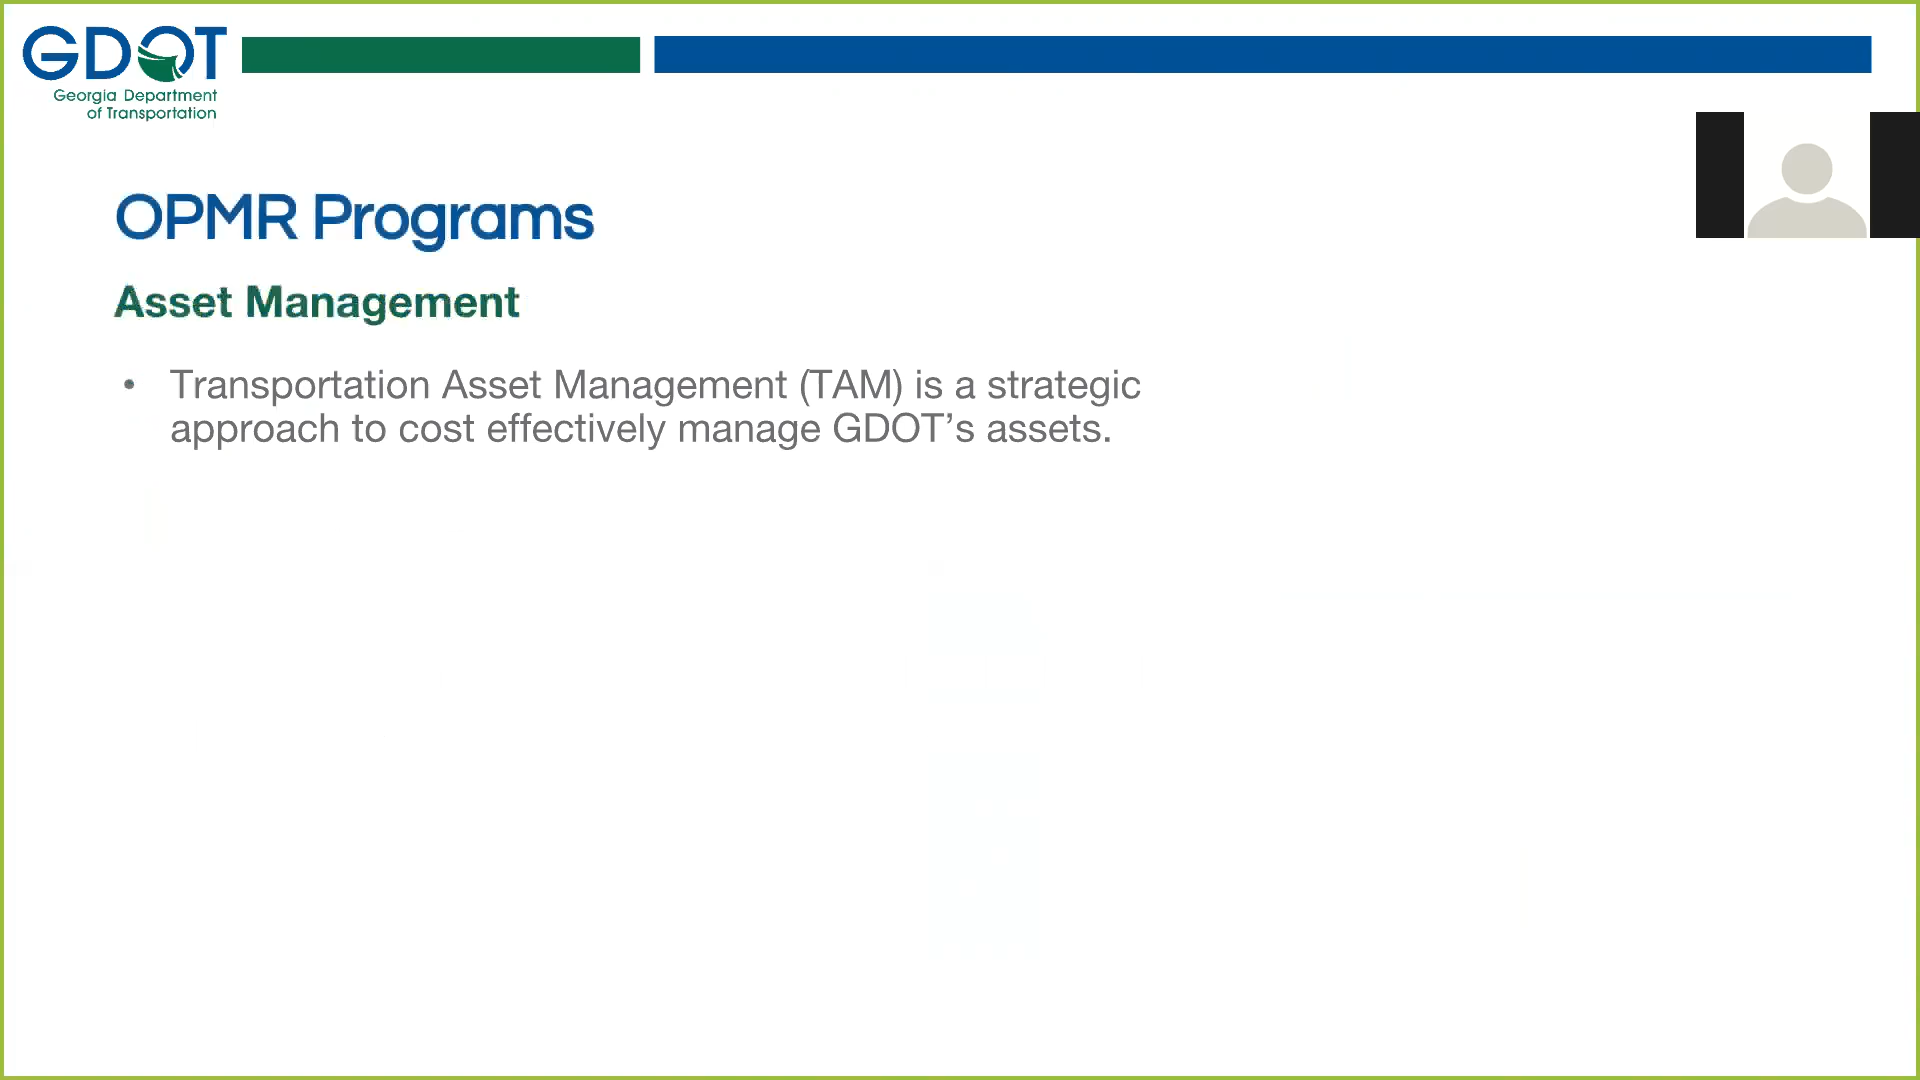 GDOT
Georgia Department
of Transportation
OPMR Programs
Asset Management
• Transportation Asset Management (TAM) is a strategic
approach to cost effectively manage GDOT’s assets.